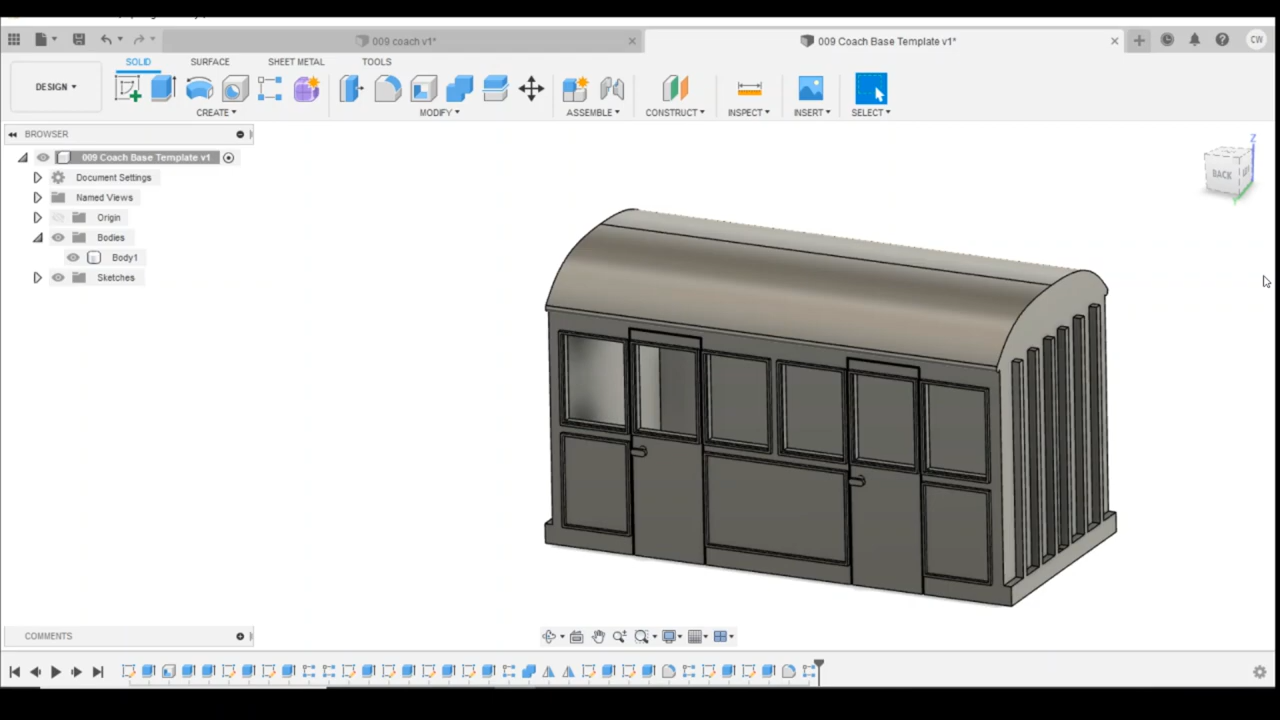 009 coach v1*
009 Coach Base Template v1*
CW
DESIGN
SOLID
SURFACE
SHEET METAL
TOOLS
CREATE
MODIFY
ASSEMBLE
CONSTRUCT
INSPECT
INSERT
SELECT
BROWSER
009 Coach Base Template v1
Document Settings
Named Views
Origin
Bodies
Body1
Sketches
Z
BACK
COMMENTS